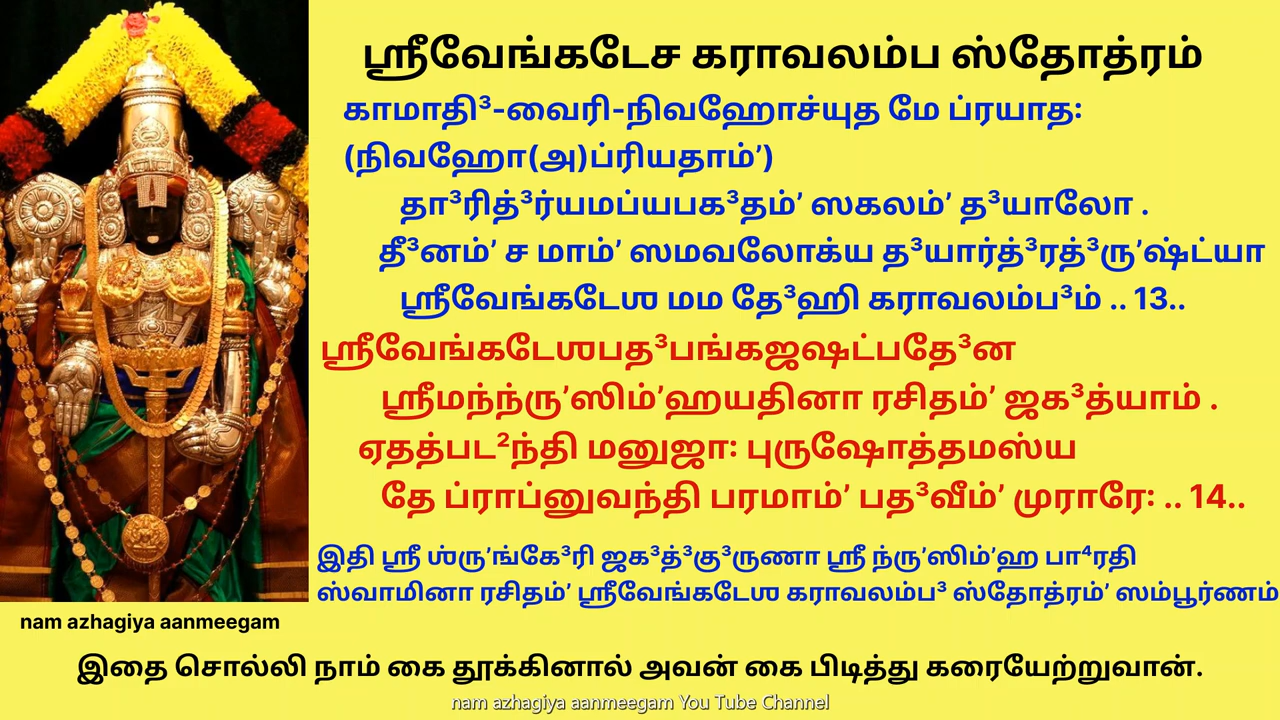 ஸ்ரீவேங்கடேச கராவலம்ப ஸ்தோத்ரம்
காமாதி³-வைரி-நிவஹோச்யுத மே ப்ரயாத:
(நிவஹோ(அ)ப்ரியதாம்’)
தா³ரித்³ர்யமப்யபக³தம்’ ஸகலம்’ த³யாலோ .
தீ³னம்’ ச மாம்’ ஸமவலோக்ய த³யார்த்³ரத்³ரு’ஷ்ட்யா
ஸ்ரீவேங்கடேஶ மம தே³ஹி கராவலம்ப³ம் .. 13..
ஸ்ரீவேங்கடேஶபத³பங்கஜஷட்பதே³ன
ஸ்ரீமந்ந்ரு’ஸிம்’ஹயதினா ரசிதம்’ ஜக³த்யாம் .
ஏதத்பட²ந்தி மனுஜா: புருஷோத்தமஸ்ய
தே ப்ராப்னுவந்தி பரமாம்’ பத³வீம்’ முராரே: .. 14..
இதி ஸ்ரீ ஶ்ரு’ங்கே³ரி ஜக³த்³கு³ருணா ஸ்ரீ ந்ரு’ஸிம்’ஹ பா⁴ரதி
ஸ்வாமினா ரசிதம்’ ஸ்ரீவேங்கடேஶ கராவலம்ப³ ஸ்தோத்ரம்’ ஸம்பூர்ணம்
nam azhagiya aanmeegam
இதை சொல்லி நாம் கை தூக்கினால் அவன் கை பிடித்து கரையேற்றுவான்.
nam azhagiya aanmeegam You Tube Channel